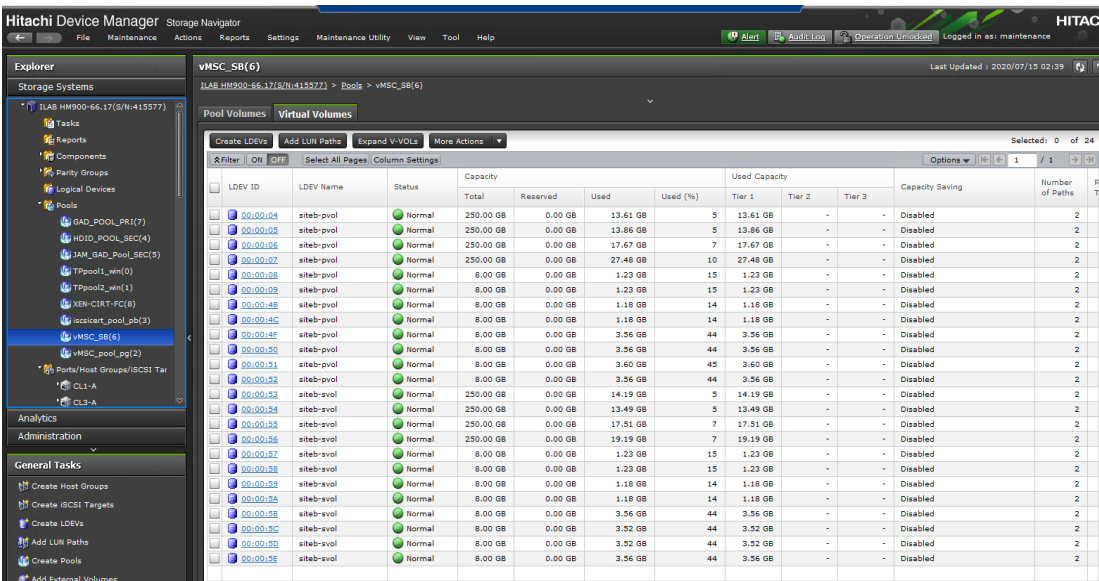 Hitachi Device Manager Storage Navigator
HITAC
File Maintenance Actions Reports Settings Maintenance Utility View Tool Help
Alert Audit Log Operation Unlocked Logged in as: maintenance
Explorer
Storage Systems
ILAB HM900-66.17(S/N:415577)
Tasks
Reports
Components
Parity Groups
Logical Devices
Pools
GAD_POOL_PRI(7)
HDID_POOL_SEC(4)
JAM_GAD_Pool_SEC(5)
TPpool1_win(0)
TPpool2_win(1)
XEN-CIRT-FC(8)
iscsicert_pool_pb(3)
vMSC_SB(6)
vMSC_pool_pg(2)
Ports/Host Groups/iSCSI Tar
CL1-A
CL3-A
Analytics
Administration
General Tasks
Create Host Groups
Create iSCSI Targets
Create LDEVs
Add LUN Paths
Create Pools
Add External Volumes
vMSC_SB(6)
Last Updated : 2020/07/15 02:39
ILAB HM900-66.17(S/N:415577) > Pools > vMSC_SB(6)
Pool Volumes Virtual Volumes
Create LDEVs Add LUN Paths Expand V-VOLs More Actions
Selected: 0 of 24
Filter ON OFF Select All Pages Column Settings Options 1 / 1
LDEV ID LDEV Name Status Capacity Used Capacity Capacity Saving Number of Paths P T
Total Reserved Used Used (%) Tier 1 Tier 2 Tier 3
00:00:04 siteb-pvol Normal 250.00 GB 0.00 GB 13.61 GB 5 13.61 GB - - Disabled 2
00:00:05 siteb-pvol Normal 250.00 GB 0.00 GB 13.86 GB 5 13.86 GB - - Disabled 2
00:00:06 siteb-pvol Normal 250.00 GB 0.00 GB 17.67 GB 7 17.67 GB - - Disabled 2
00:00:07 siteb-pvol Normal 250.00 GB 0.00 GB 27.48 GB 10 27.48 GB - - Disabled 2
00:00:08 siteb-pvol Normal 8.00 GB 0.00 GB 1.23 GB 15 1.23 GB - - Disabled 2
00:00:09 siteb-pvol Normal 8.00 GB 0.00 GB 1.23 GB 15 1.23 GB - - Disabled 2
00:00:4B siteb-pvol Normal 8.00 GB 0.00 GB 1.18 GB 14 1.18 GB - - Disabled 2
00:00:4C siteb-pvol Normal 8.00 GB 0.00 GB 1.18 GB 14 1.18 GB - - Disabled 2
00:00:4F siteb-pvol Normal 8.00 GB 0.00 GB 3.56 GB 44 3.56 GB - - Disabled 2
00:00:50 siteb-pvol Normal 8.00 GB 0.00 GB 3.56 GB 44 3.56 GB - - Disabled 2
00:00:51 siteb-pvol Normal 8.00 GB 0.00 GB 3.60 GB 45 3.60 GB - - Disabled 2
00:00:52 siteb-pvol Normal 8.00 GB 0.00 GB 3.56 GB 44 3.56 GB - - Disabled 2
00:00:53 siteb-svol Normal 250.00 GB 0.00 GB 14.19 GB 5 14.19 GB - - Disabled 2
00:00:54 siteb-svol Normal 250.00 GB 0.00 GB 13.49 GB 5 13.49 GB - - Disabled 2
00:00:55 siteb-svol Normal 250.00 GB 0.00 GB 17.51 GB 7 17.51 GB - - Disabled 2
00:00:56 siteb-svol Normal 250.00 GB 0.00 GB 19.19 GB 7 19.19 GB - - Disabled 2
00:00:57 siteb-svol Normal 8.00 GB 0.00 GB 1.23 GB 15 1.23 GB - - Disabled 2
00:00:58 siteb-svol Normal 8.00 GB 0.00 GB 1.23 GB 15 1.23 GB - - Disabled 2
00:00:59 siteb-svol Normal 8.00 GB 0.00 GB 1.18 GB 14 1.18 GB - - Disabled 2
00:00:5A siteb-svol Normal 8.00 GB 0.00 GB 1.18 GB 14 1.18 GB - - Disabled 2
00:00:5B siteb-svol Normal 8.00 GB 0.00 GB 3.56 GB 44 3.56 GB - - Disabled 2
00:00:5C siteb-svol Normal 8.00 GB 0.00 GB 3.52 GB 44 3.52 GB - - Disabled 2
00:00:5D siteb-svol Normal 8.00 GB 0.00 GB 3.52 GB 44 3.52 GB - - Disabled 2
00:00:5E siteb-svol Normal 8.00 GB 0.00 GB 3.56 GB 44 3.56 GB - - Disabled 2